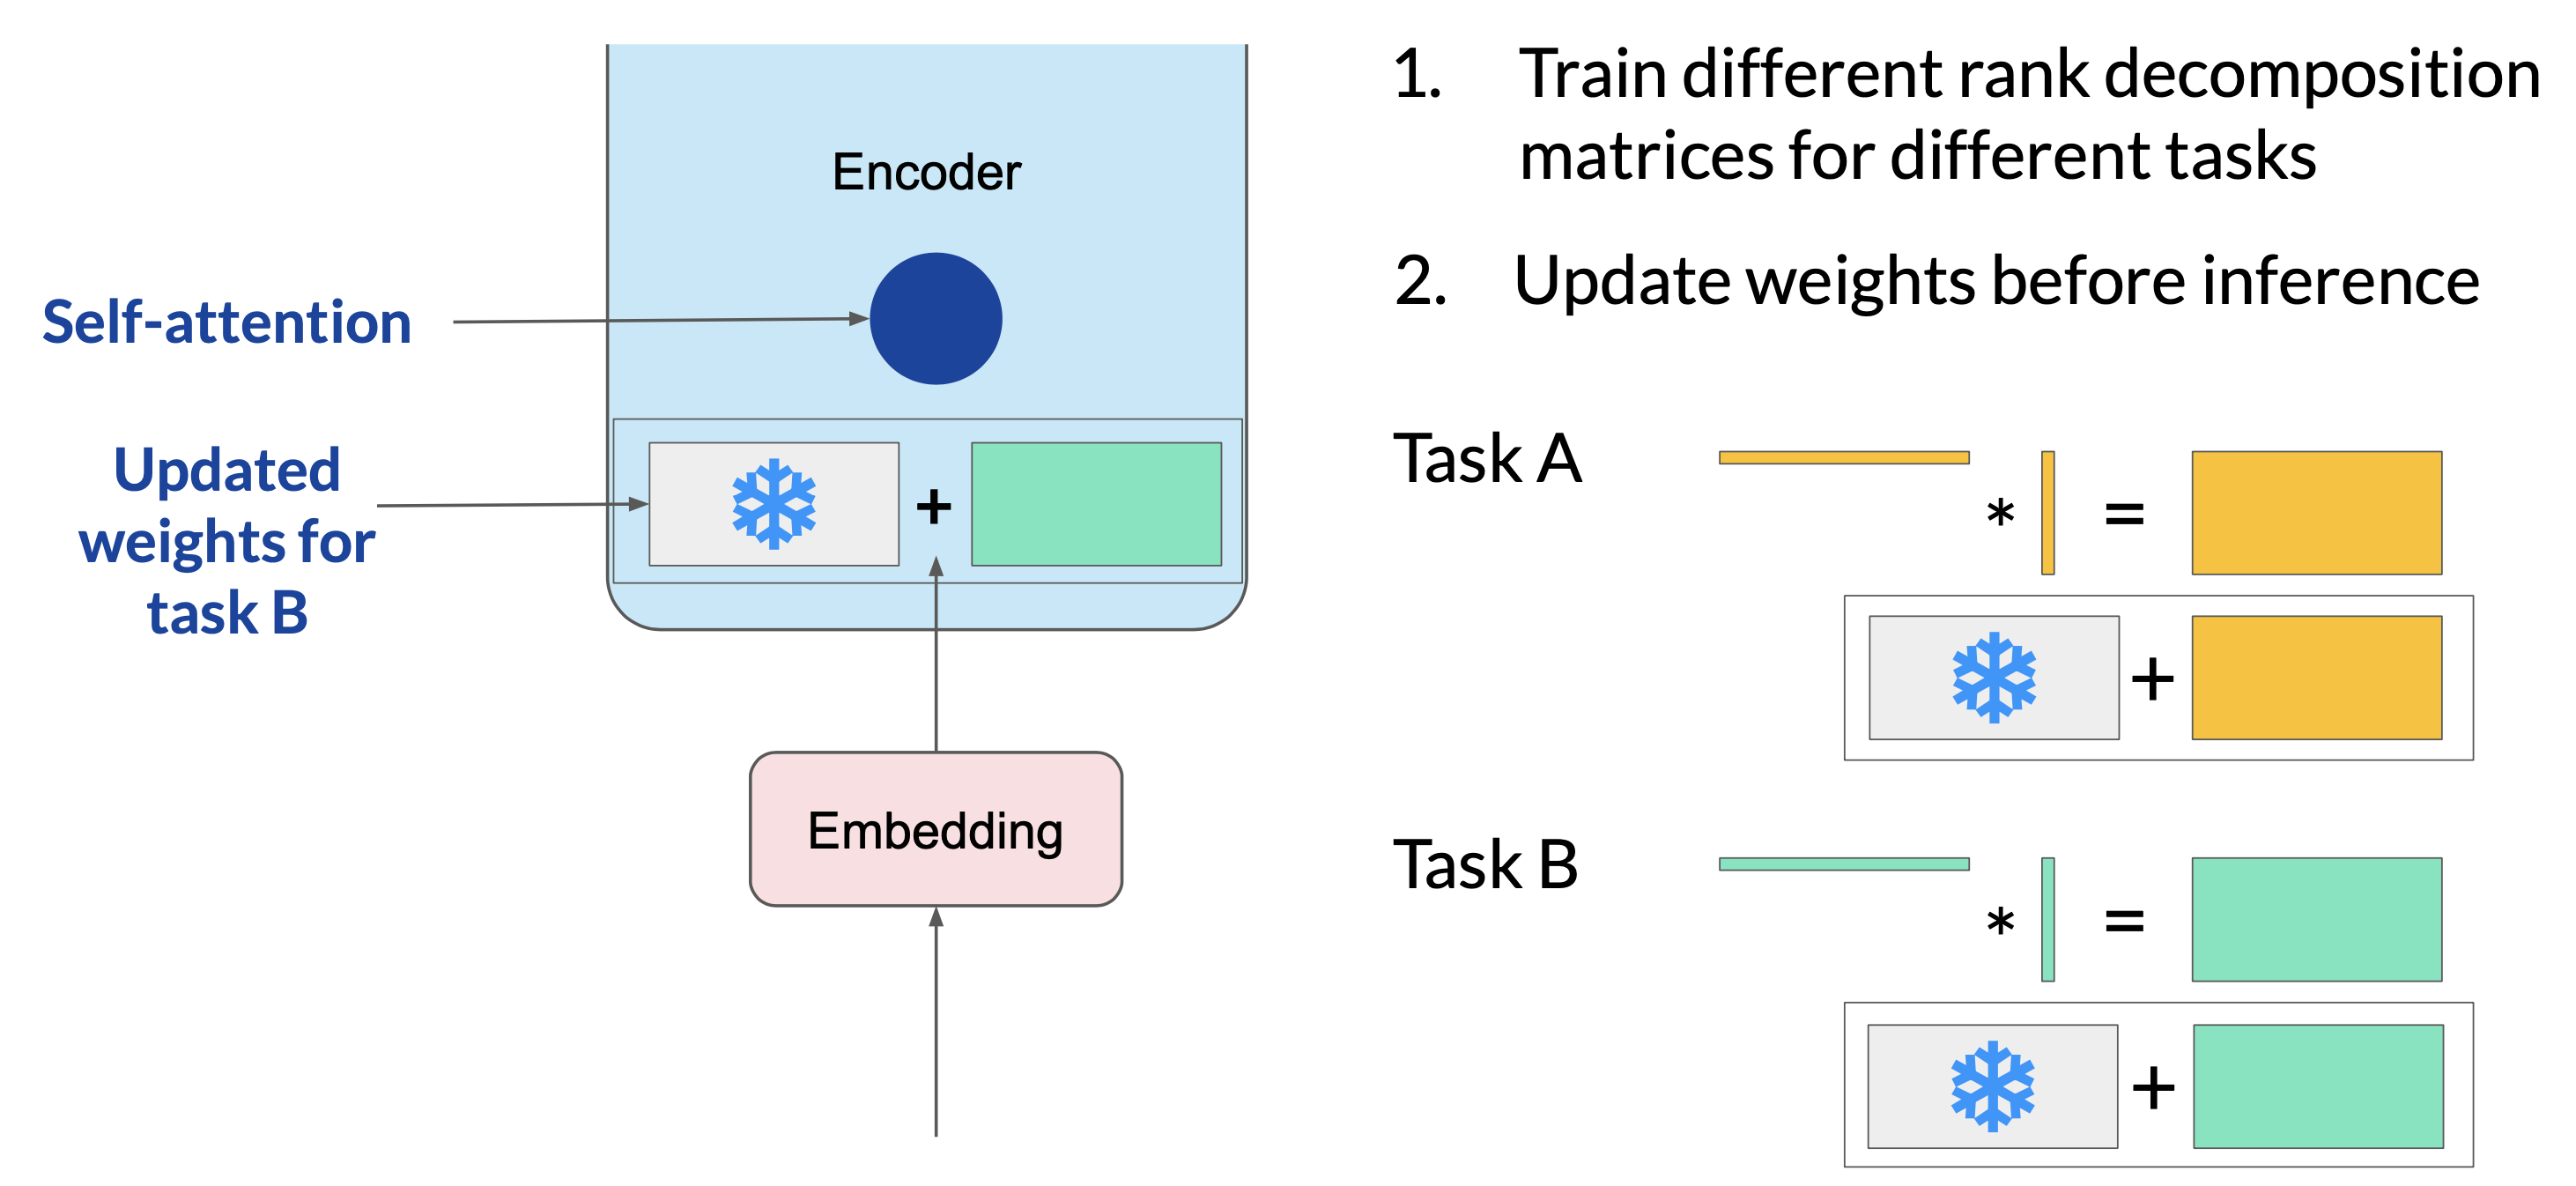 Encoder
Self-attention
Updated
weights for
task B
+
Embedding
1. Train different rank decomposition
matrices for different tasks
2. Update weights before inference
Task A
* =
+
Task B
* =
+